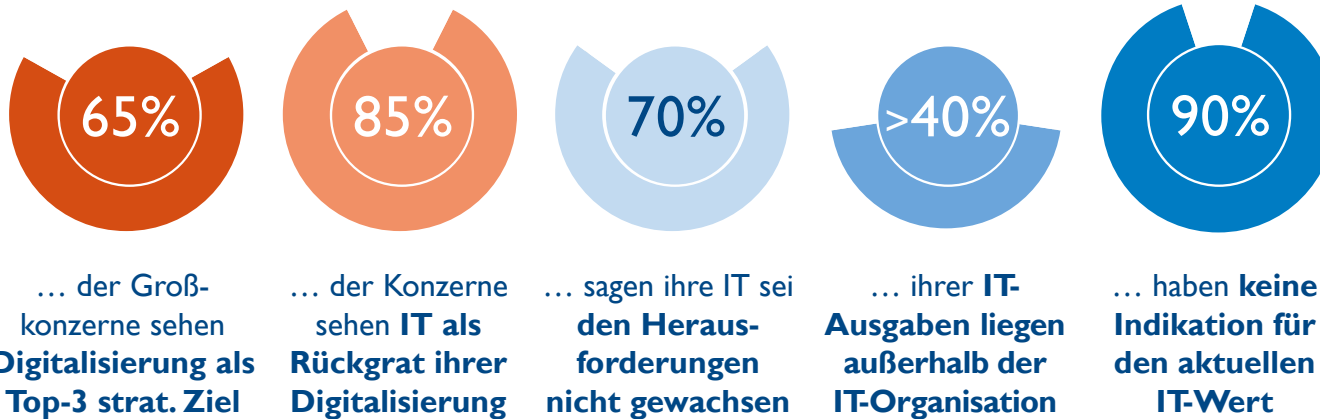 65%
85%
70%
>40%
90%
… der Groß-
konzerne sehen
Digitalisierung als
Top-3 strat. Ziel
… der Konzerne
sehen IT als
Rückgrat ihrer
Digitalisierung
… sagen ihre IT sei
den Heraus-
forderungen
nicht gewachsen
… ihrer IT-
Ausgaben liegen
außerhalb der
IT-Organisation
… haben keine
Indikation für
den aktuellen
IT-Wert